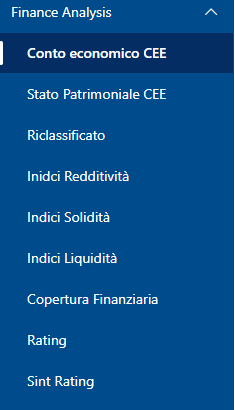 Finance Analysis
Conto economico CEE
Stato Patrimoniale CEE
Riclassificato
Inidci Redditività
Indici Solidità
Indici Liquidità
Copertura Finanziaria
Rating
Sint Rating